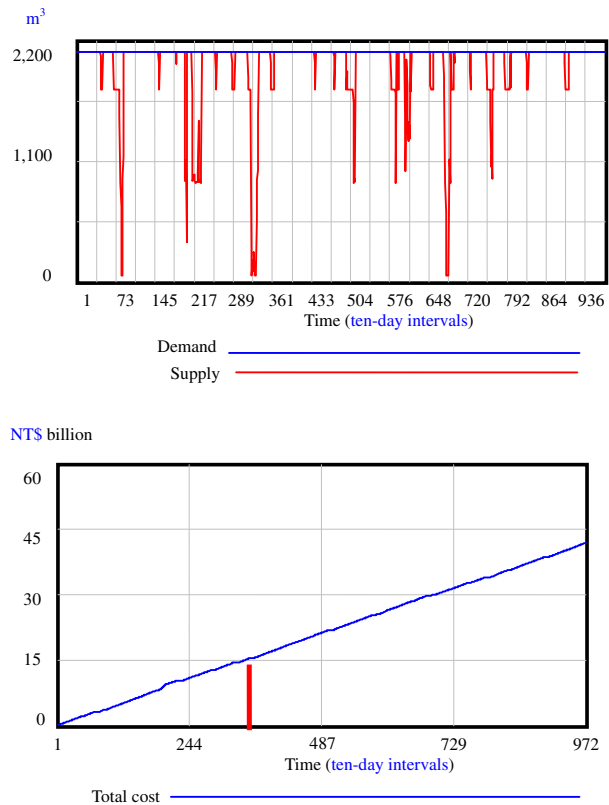 m³
2,200
1,100
0
1 73 145 217 289 361 433 504 576 648 720 792 864 936
Time (ten-day intervals)
Demand
Supply
NT$ billion
60
45
30
15
0
1 244 487 729 972
Time (ten-day intervals)
Total cost